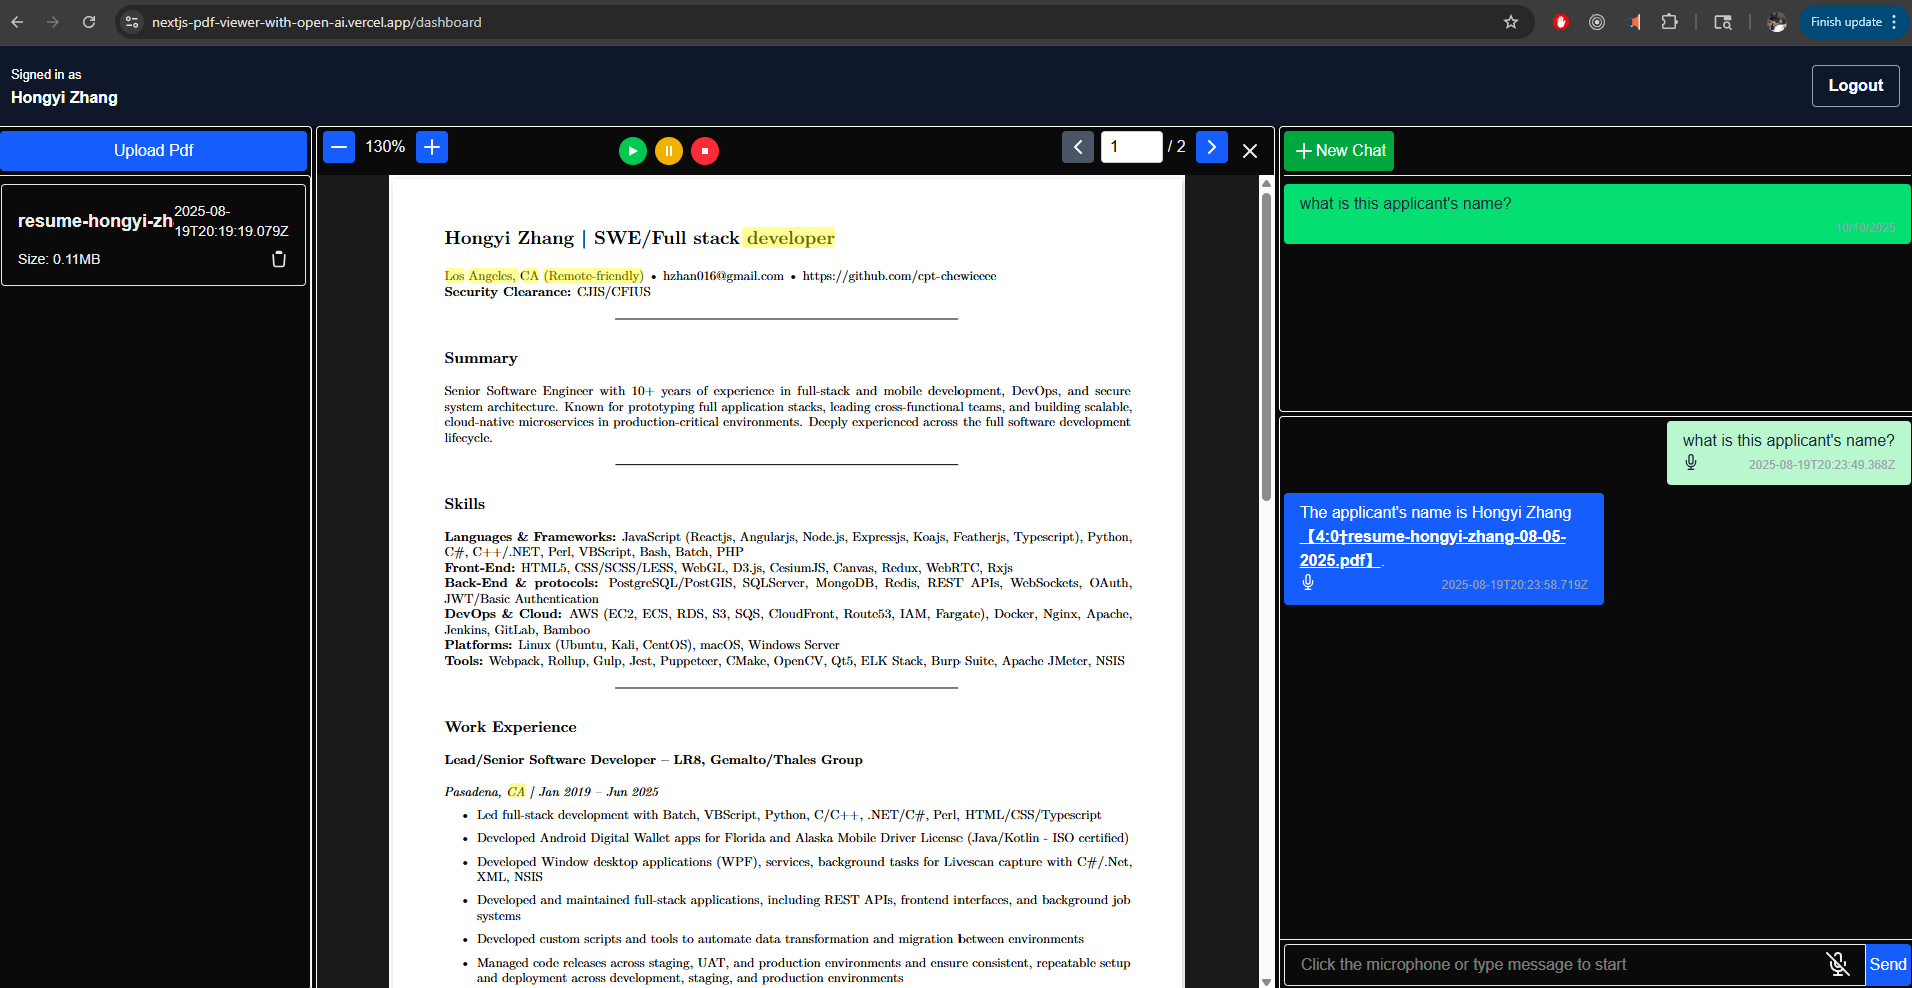 nextjs-pdf-viewer-with-open-ai.vercel.app/dashboard
Finish update
Signed in as
Hongyi Zhang
Logout
Upload Pdf
resume-hongyi-zh
2025-08-
19T20:19:19.079Z
Size: 0.11MB
130%
1
/ 2
Hongyi Zhang | SWE/Full stack developer
Los Angeles, CA (Remote-friendly) • hzhan016@gmail.com • https://github.com/cpt-chewieeee
Security Clearance: CJIS/CFIUS
Summary
Senior Software Engineer with 10+ years of experience in full-stack and mobile development, DevOps, and secure
system architecture. Known for prototyping full application stacks, leading cross-functional teams, and building scalable,
cloud-native microservices in production-critical environments. Deeply experienced across the full software development
lifecycle.
Skills
Languages & Frameworks: JavaScript (Reactjs, Angularjs, Node.js, Expressjs, Koajs, Featherjs, Typescript), Python,
C#, C++/.NET, Perl, VBScript, Bash, Batch, PHP
Front-End: HTML5, CSS/SCSS/LESS, WebGL, D3.js, CesiumJS, Canvas, Redux, WebRTC, Rxjs
Back-End & protocols: PostgreSQL/PostGIS, SQLServer, MongoDB, Redis, REST APIs, WebSockets, OAuth,
JWT/Basic Authentication
DevOps & Cloud: AWS (EC2, ECS, RDS, S3, SQS, CloudFront, Route53, IAM, Fargate), Docker, Nginx, Apache,
Jenkins, GitLab, Bamboo
Platforms: Linux (Ubuntu, Kali, CentOS), macOS, Windows Server
Tools: Webpack, Rollup, Gulp, Jest, Puppeteer, CMake, OpenCV, Qt5, ELK Stack, Burp Suite, Apache JMeter, NSIS
Work Experience
Lead/Senior Software Developer – LR8, Gemalto/Thales Group
Pasadena, CA | Jan 2019 – Jun 2025
• Led full-stack development with Batch, VBScript, Python, C/C++, .NET/C#, Perl, HTML/CSS/Typescript
• Developed Android Digital Wallet apps for Florida and Alaska Mobile Driver License (Java/Kotlin - ISO certified)
• Developed Window desktop applications (WPF), services, background tasks for Livescan capture with C#/.Net,
XML, NSIS
• Developed and maintained full-stack applications, including REST APIs, frontend interfaces, and background job
systems
• Developed custom scripts and tools to automate data transformation and migration between environments
• Managed code releases across staging, UAT, and production environments and ensure consistent, repeatable setup
and deployment across development, staging, and production environments
New Chat
what is this applicant's name?
10/10/2025
what is this applicant's name?
2025-08-19T20:23:49.368Z
The applicant's name is Hongyi Zhang
【4:0†resume-hongyi-zhang-08-05-
2025.pdf】.
2025-08-19T20:23:58.719Z
Click the microphone or type message to start
Send